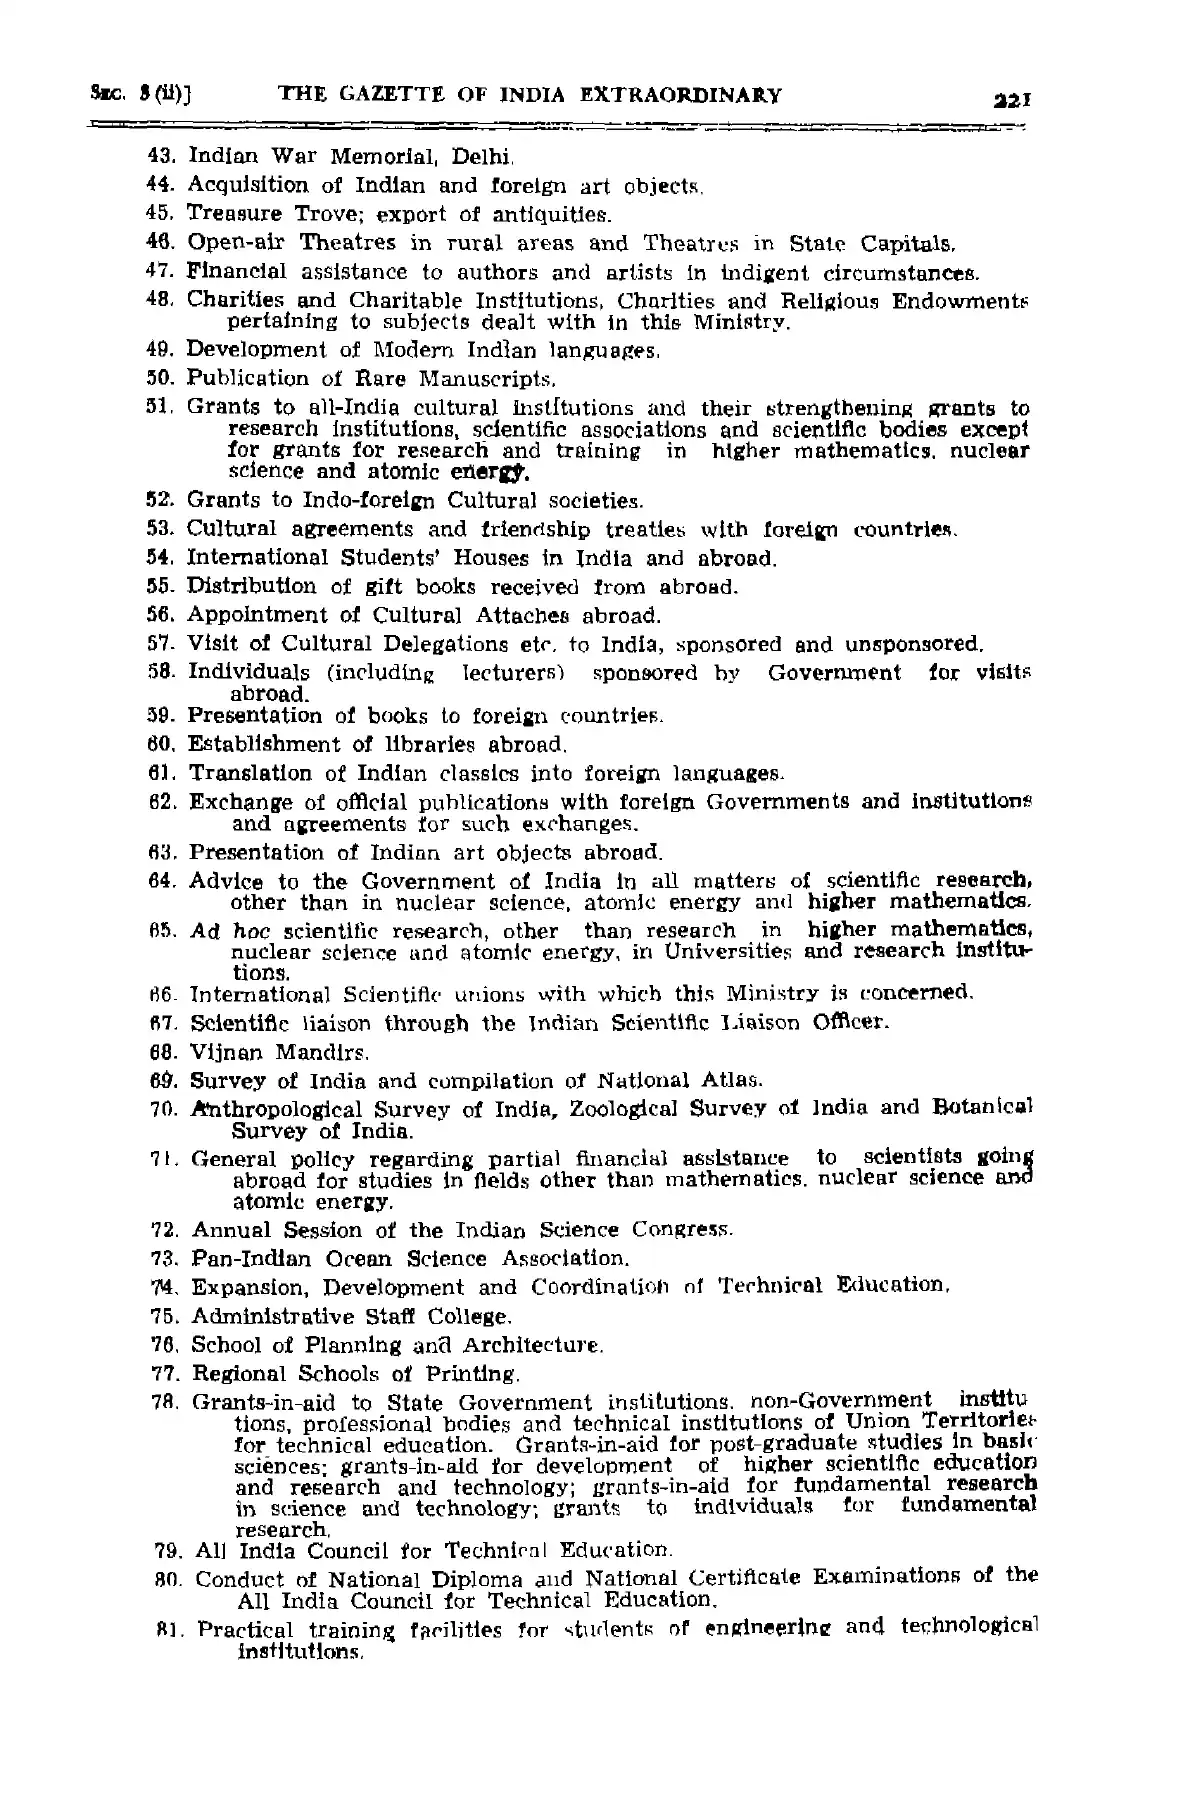 SEC. 3 (ii)] THE GAZETTE OF INDIA EXTRAORDINARY 221
43. Indian War Memorial, Delhi.
44. Acquisition of Indian and foreign art objects.
45. Treasure Trove; export of antiquities.
46. Open-air Theatres in rural areas and Theatres in State Capitals.
47. Financial assistance to authors and artists in indigent circumstances.
48. Charities and Charitable Institutions, Charities and Religious Endowments
pertaining to subjects dealt with in this Ministry.
49. Development of Modern Indian languages.
50. Publication of Rare Manuscripts.
51. Grants to all-India cultural institutions and their strengthening grants to
research institutions, scientific associations and scientific bodies except
for grants for research and training in higher mathematics, nuclear
science and atomic energy.
52. Grants to Indo-foreign Cultural societies.
53. Cultural agreements and friendship treaties with foreign countries.
54. International Students' Houses in India and abroad.
55. Distribution of gift books received from abroad.
56. Appointment of Cultural Attaches abroad.
57. Visit of Cultural Delegations etc. to India, sponsored and unsponsored.
58. Individuals (including lecturers) sponsored by Government for visits
abroad.
59. Presentation of books to foreign countries.
60. Establishment of libraries abroad.
61. Translation of Indian classics into foreign languages.
62. Exchange of official publications with foreign Governments and institutions
and agreements for such exchanges.
63. Presentation of Indian art objects abroad.
64. Advice to the Government of India in all matters of scientific research,
other than in nuclear science, atomic energy and higher mathematics.
65. Ad hoc scientific research, other than research in higher mathematics,
nuclear science and atomic energy, in Universities and research institu-
tions.
66. International Scientific unions with which this Ministry is concerned.
67. Scientific liaison through the Indian Scientific Liaison Officer.
68. Vijnan Mandirs.
69. Survey of India and compilation of National Atlas.
70. Anthropological Survey of India, Zoological Survey of India and Botanical
Survey of India.
71. General policy regarding partial financial assistance to scientists going
abroad for studies in fields other than mathematics, nuclear science and
atomic energy.
72. Annual Session of the Indian Science Congress.
73. Pan-Indian Ocean Science Association.
74. Expansion, Development and Coordination of Technical Education.
75. Administrative Staff College.
76. School of Planning and Architecture.
77. Regional Schools of Printing.
78. Grants-in-aid to State Government institutions, non-Government institu
tions, professional bodies and technical institutions of Union Territories
for technical education. Grants-in-aid for post-graduate studies in basic
sciences; grants-in-aid for development of higher scientific education
and research and technology; grants-in-aid for fundamental research
in science and technology; grants to individuals for fundamental
research.
79. All India Council for Technical Education.
80. Conduct of National Diploma and National Certificate Examinations of the
All India Council for Technical Education.
81. Practical training facilities for students of engineering and technological
institutions.